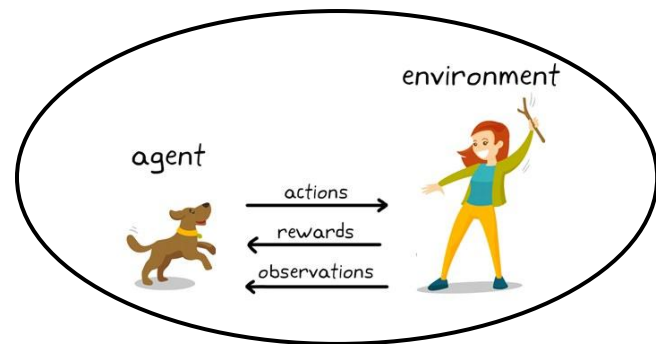 environment
agent
actions
rewards
observations